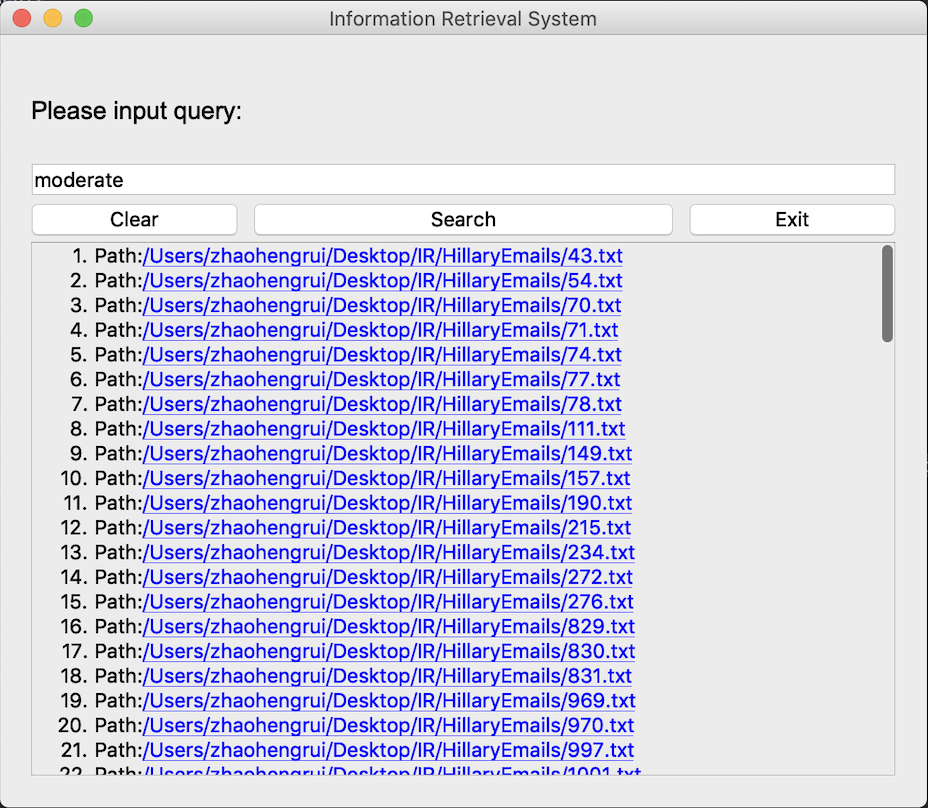 Information Retrieval System
Please input query:
moderate
Clear Search Exit
1. Path:/Users/zhaohengrui/Desktop/IR/HillaryEmails/43.txt
2. Path:/Users/zhaohengrui/Desktop/IR/HillaryEmails/54.txt
3. Path:/Users/zhaohengrui/Desktop/IR/HillaryEmails/70.txt
4. Path:/Users/zhaohengrui/Desktop/IR/HillaryEmails/71.txt
5. Path:/Users/zhaohengrui/Desktop/IR/HillaryEmails/74.txt
6. Path:/Users/zhaohengrui/Desktop/IR/HillaryEmails/77.txt
7. Path:/Users/zhaohengrui/Desktop/IR/HillaryEmails/78.txt
8. Path:/Users/zhaohengrui/Desktop/IR/HillaryEmails/111.txt
9. Path:/Users/zhaohengrui/Desktop/IR/HillaryEmails/149.txt
10. Path:/Users/zhaohengrui/Desktop/IR/HillaryEmails/157.txt
11. Path:/Users/zhaohengrui/Desktop/IR/HillaryEmails/190.txt
12. Path:/Users/zhaohengrui/Desktop/IR/HillaryEmails/215.txt
13. Path:/Users/zhaohengrui/Desktop/IR/HillaryEmails/234.txt
14. Path:/Users/zhaohengrui/Desktop/IR/HillaryEmails/272.txt
15. Path:/Users/zhaohengrui/Desktop/IR/HillaryEmails/276.txt
16. Path:/Users/zhaohengrui/Desktop/IR/HillaryEmails/829.txt
17. Path:/Users/zhaohengrui/Desktop/IR/HillaryEmails/830.txt
18. Path:/Users/zhaohengrui/Desktop/IR/HillaryEmails/831.txt
19. Path:/Users/zhaohengrui/Desktop/IR/HillaryEmails/969.txt
20. Path:/Users/zhaohengrui/Desktop/IR/HillaryEmails/970.txt
21. Path:/Users/zhaohengrui/Desktop/IR/HillaryEmails/997.txt
22. Path:/Users/zhaohengrui/Desktop/IR/HillaryEmails/1001.txt